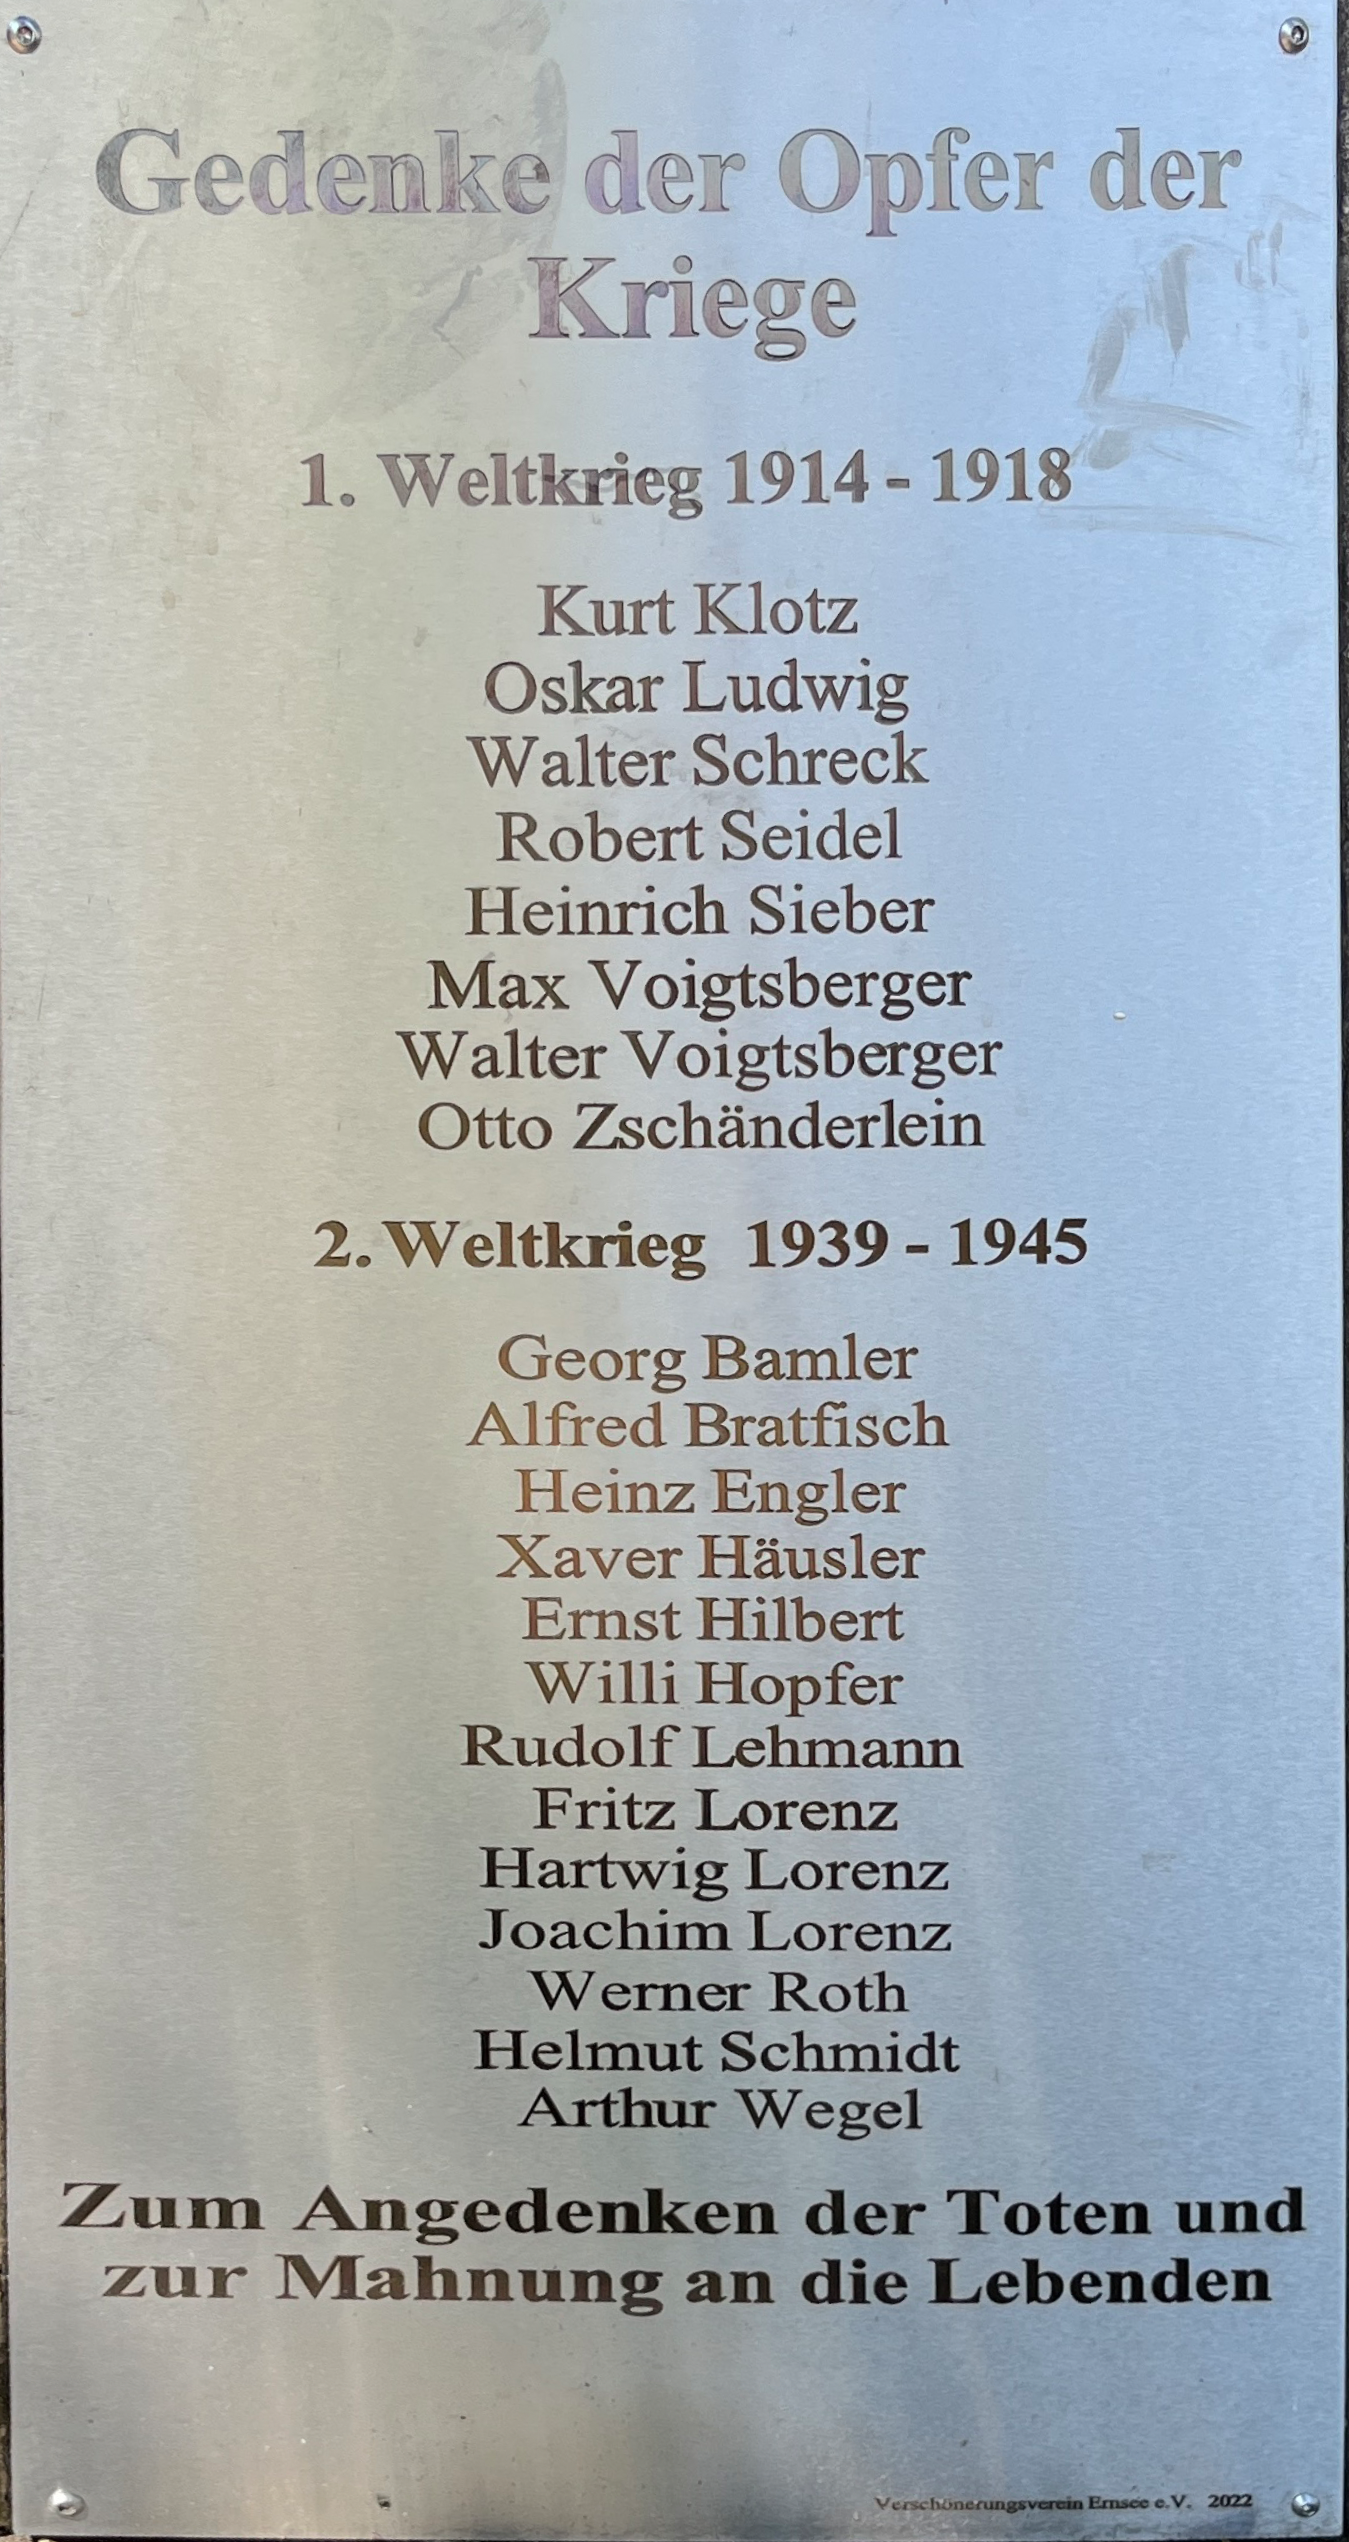 Gedenke der Opfer der
Kriege
1. Weltkrieg 1914 - 1918
Kurt Klotz
Oskar Ludwig
Walter Schreck
Robert Seidel
Heinrich Sieber
Max Voigtsberger
Walter Voigtsberger
Otto Zschänderlein
2. Weltkrieg 1939 - 1945
Georg Bamler
Alfred Bratfisch
Heinz Engler
Xaver Häusler
Ernst Hilbert
Willi Hopfer
Rudolf Lehmann
Fritz Lorenz
Hartwig Lorenz
Joachim Lorenz
Werner Roth
Helmut Schmidt
Arthur Wegel
Zum Angedenken der Toten und
zur Mahnung an die Lebenden
Verschönerungsverein Ernsee e.V. 2022